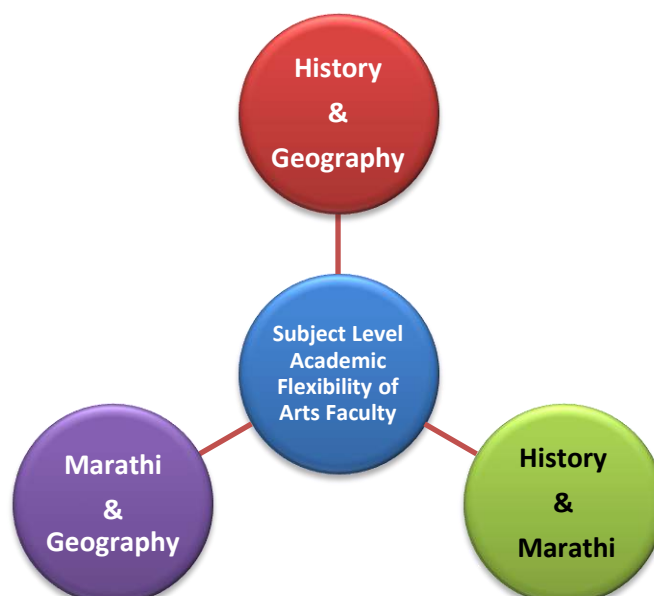 History
&
Geography
Subject Level
Academic
Flexibility of
Arts Faculty
Marathi
&
Geography
History
&
Marathi